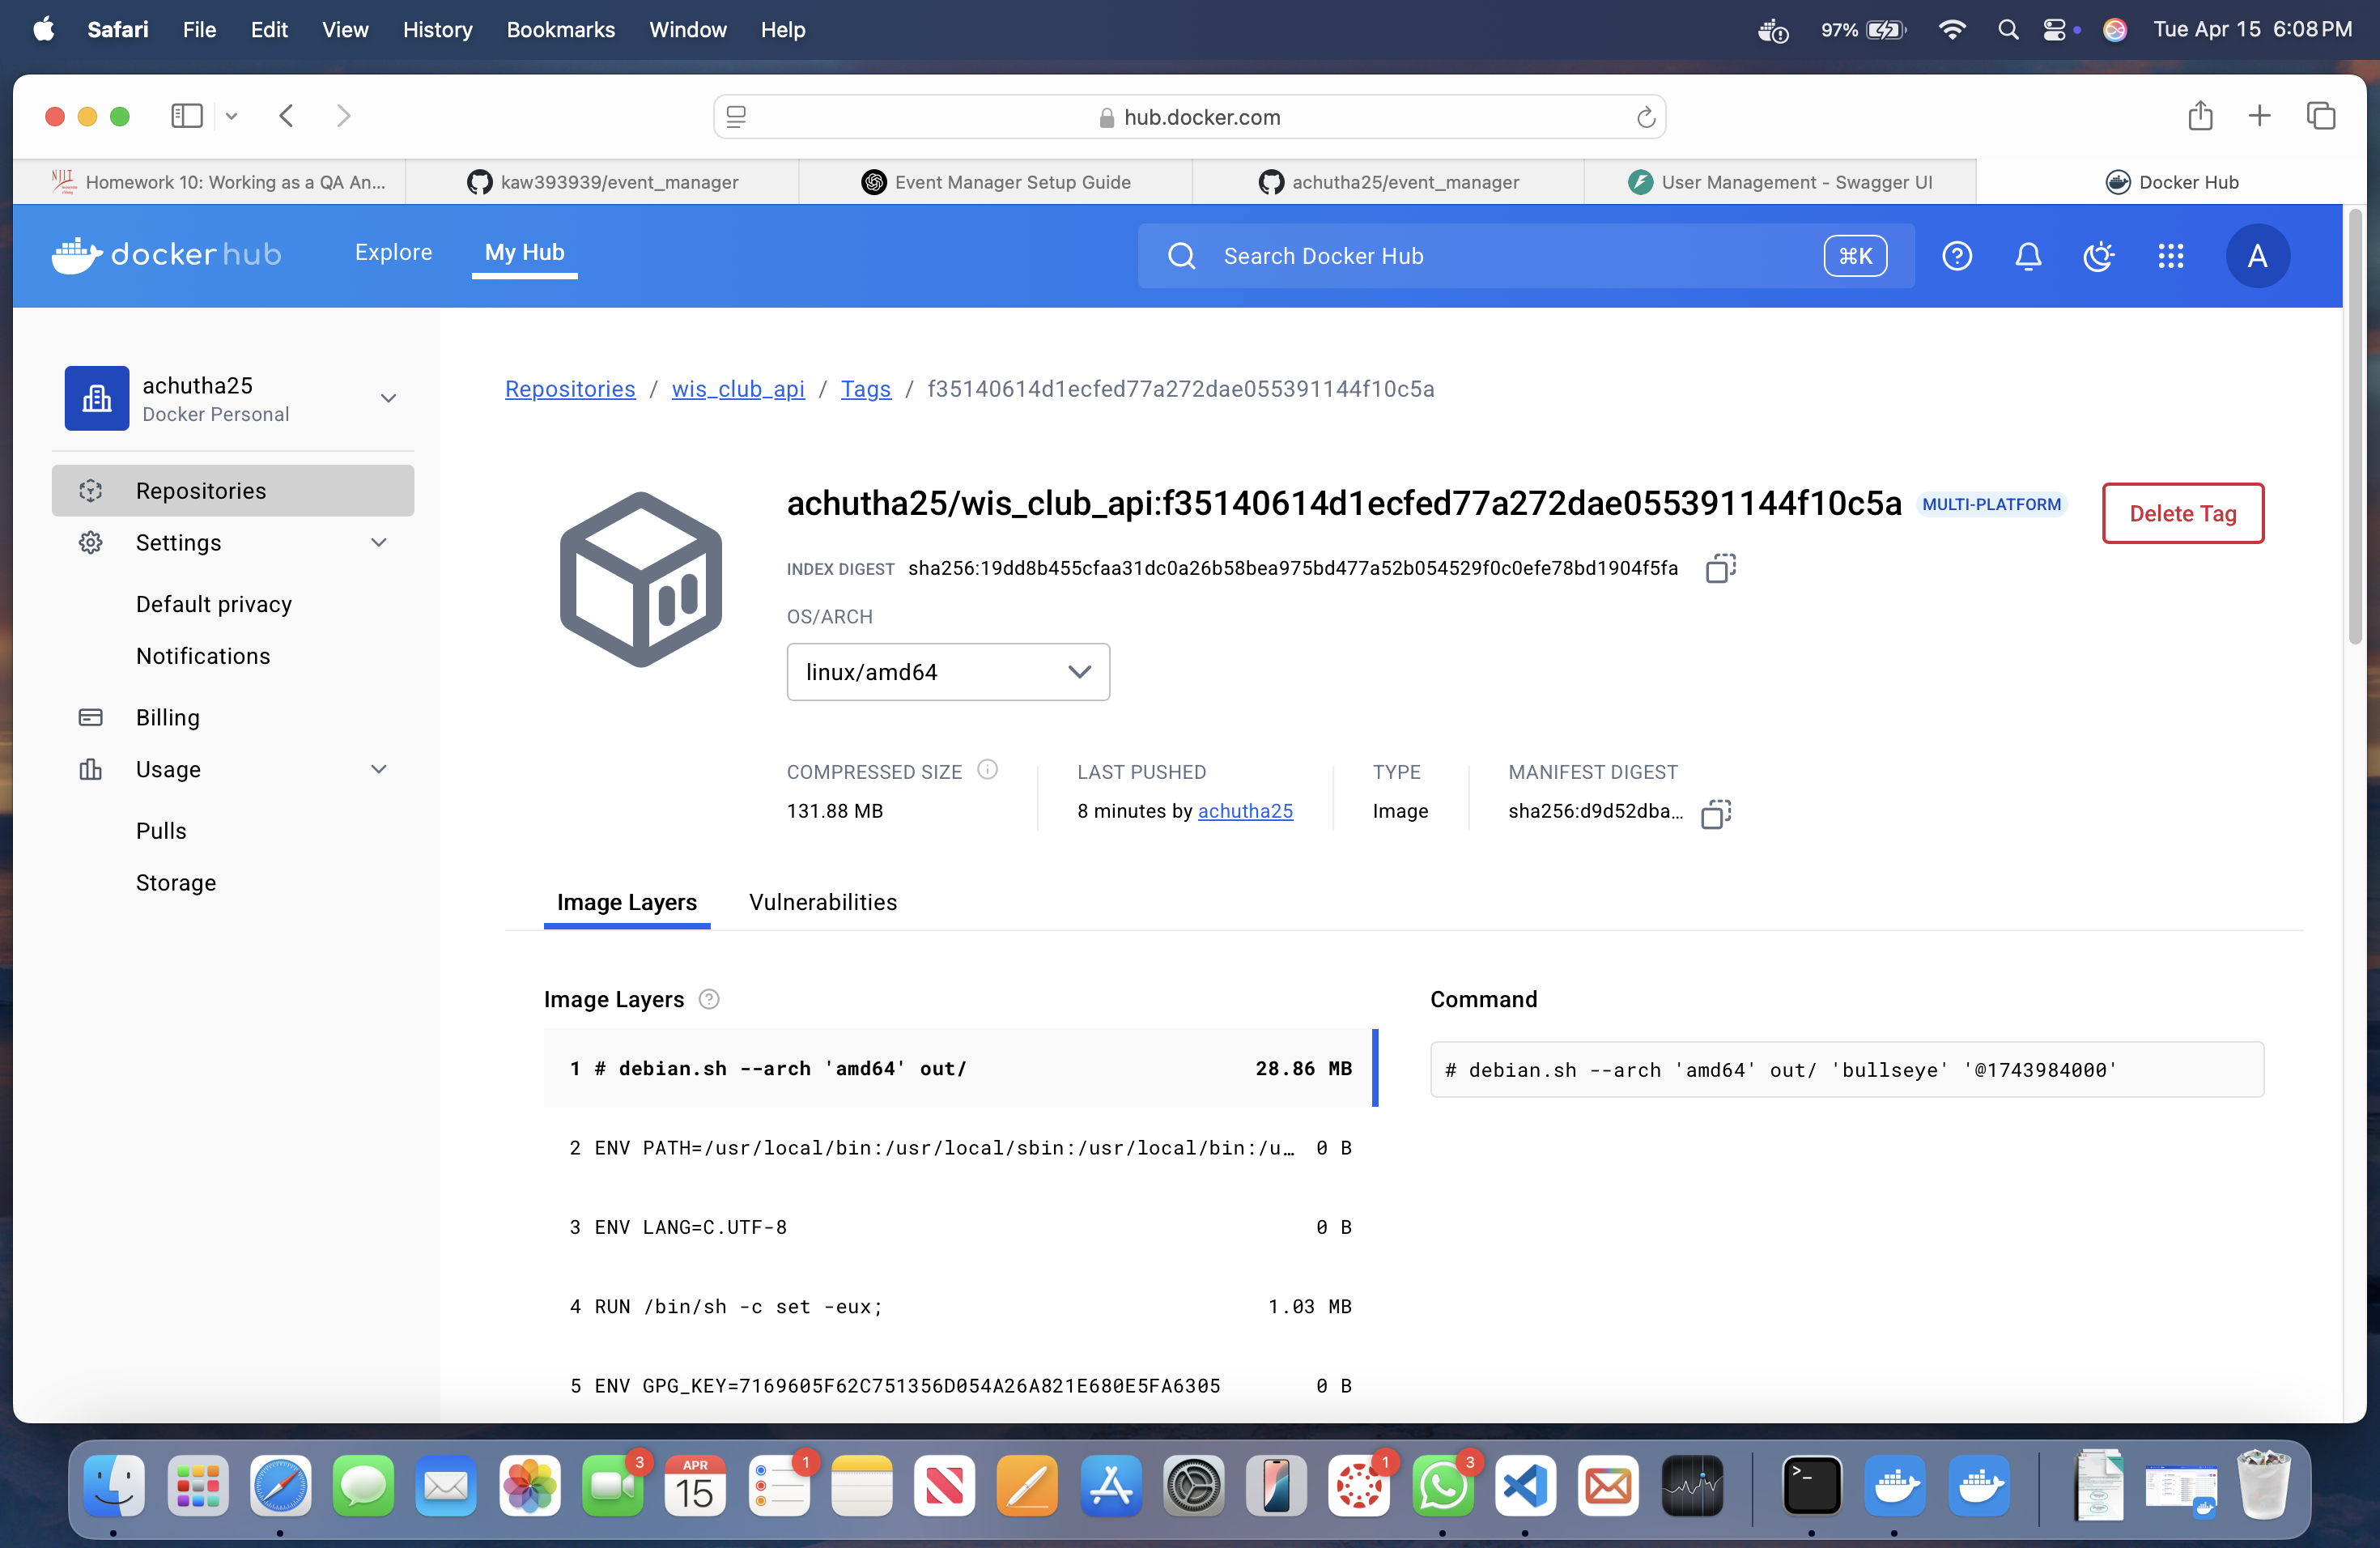 Safari File Edit View History Bookmarks Window Help 97% Tue Apr 15 6:08 PM
hub.docker.com
NJIT Homework 10: Working as a QA An... kaw393939/event_manager Event Manager Setup Guide achutha25/event_manager User Management - Swagger UI Docker Hub
docker hub Explore My Hub Search Docker Hub ⌘K A
achutha25
Docker Personal
Repositories
Settings
Default privacy
Notifications
Billing
Usage
Pulls
Storage
Repositories / wis_club_api / Tags / f35140614d1ecfed77a272dae055391144f10c5a
achutha25/wis_club_api:f35140614d1ecfed77a272dae055391144f10c5a MULTI-PLATFORM Delete Tag
INDEX DIGEST sha256:19dd8b455cfaa31dc0a26b58bea975bd477a52b054529f0c0efe78bd1904f5fa
OS/ARCH
linux/amd64
COMPRESSED SIZE LAST PUSHED TYPE MANIFEST DIGEST
131.88 MB 8 minutes by achutha25 Image sha256:d9d52dba...
Image Layers Vulnerabilities
Image Layers Command
1 # debian.sh --arch 'amd64' out/ 28.86 MB # debian.sh --arch 'amd64' out/ 'bullseye' '@1743984000'
2 ENV PATH=/usr/local/bin:/usr/local/sbin:/usr/local/bin:/u... 0 B
3 ENV LANG=C.UTF-8 0 B
4 RUN /bin/sh -c set -eux; 1.03 MB
5 ENV GPG_KEY=7169605F62C751356D054A26A821E680E5FA6305 0 B
3 APR 15 1 1 3 >_